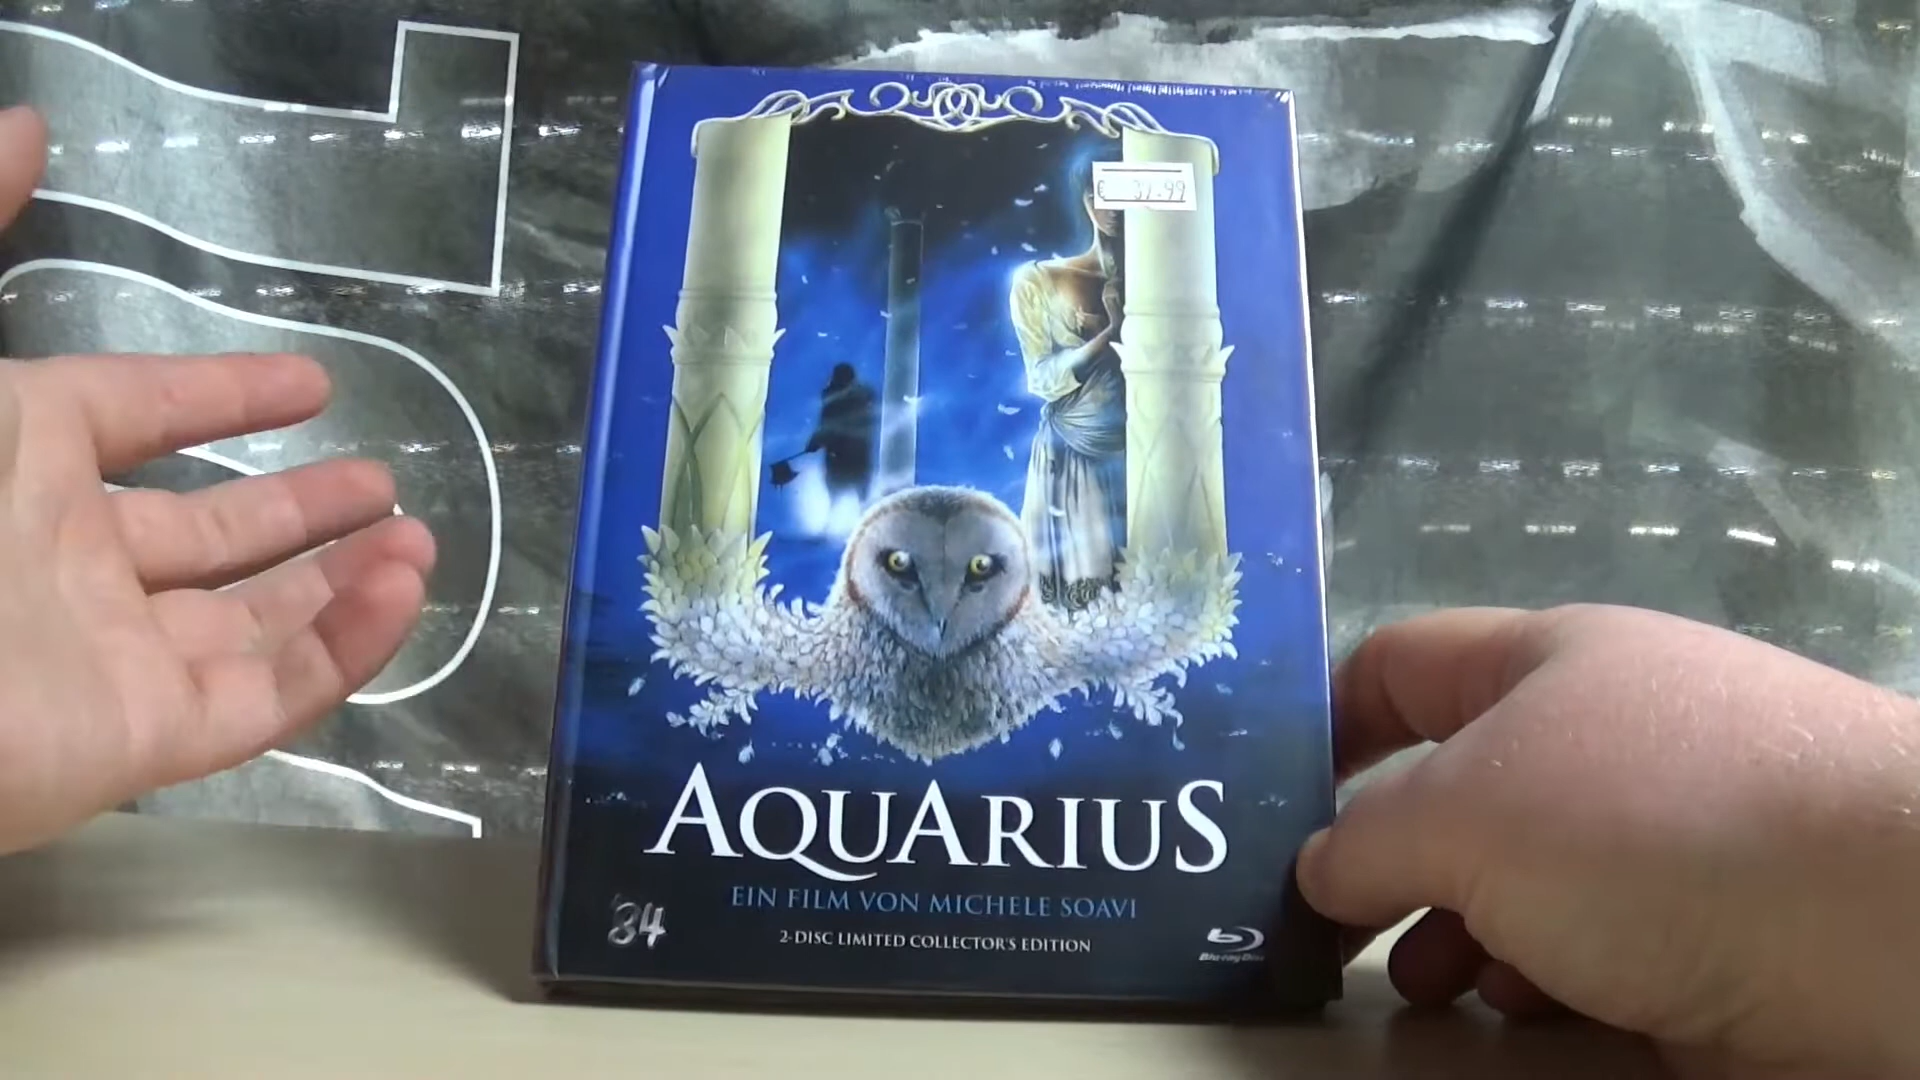 AQUARIUS
EIN FILM VON MICHELE SOAVI
'84
2-DISC LIMITED COLLECTOR'S EDITION
Blu-ray Disc